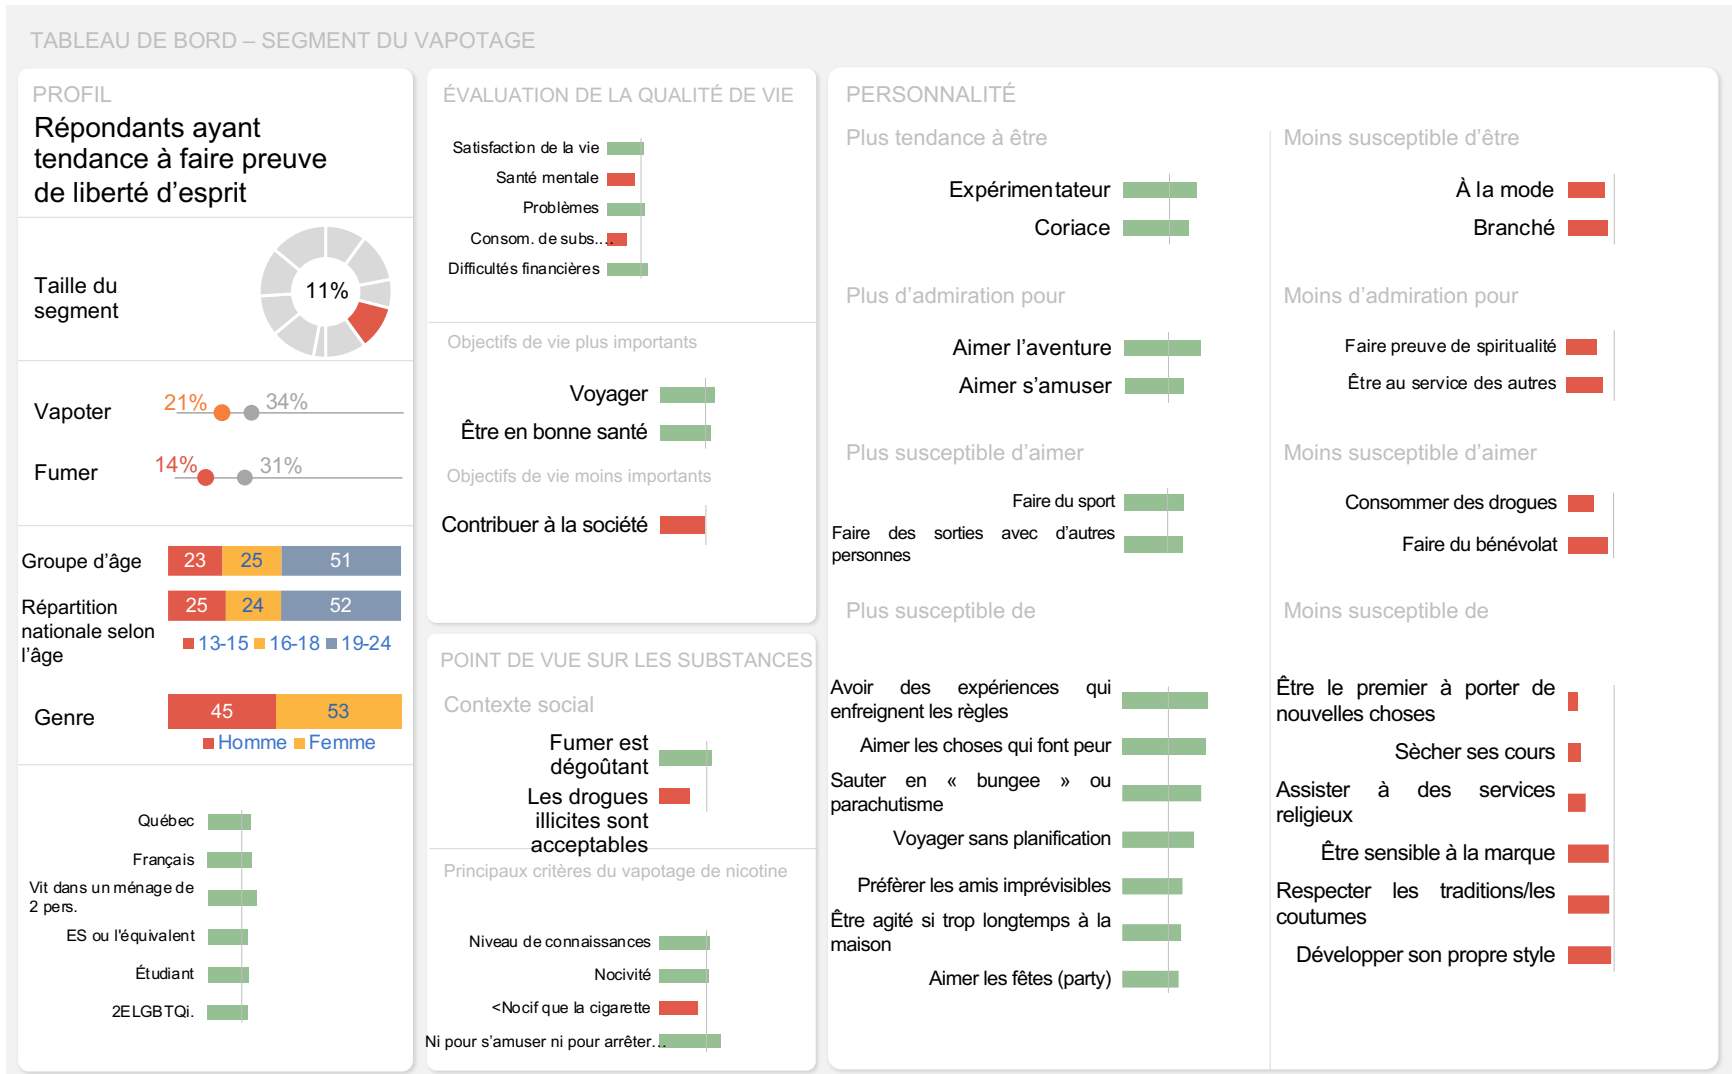 TABLEAU DE BORD – SEGMENT DU VAPOTAGE
PROFIL
Répondants ayant
tendance à faire preuve
de liberté d’esprit
Taille du
segment
11%
Vapoter
21%
34%
Fumer
14%
31%
Groupe d’âge
23
25
51
Répartition
nationale selon
l’âge
25
24
52
13-15
16-18
19-24
Genre
45
53
Homme
Femme
Québec
Français
Vit dans un ménage de
2 pers.
ES ou l'équivalent
Étudiant
2ELGBTQi.
ÉVALUATION DE LA QUALITÉ DE VIE
Satisfaction de la vie
Santé mentale
Problèmes
Consom. de subs.…
Difficultés financières
Objectifs de vie plus importants
Voyager
Être en bonne santé
Objectifs de vie moins importants
Contribuer à la société
POINT DE VUE SUR LES SUBSTANCES
Contexte social
Fumer est
dégoûtant
Les drogues
illicites sont
acceptables
Principaux critères du vapotage de nicotine
Niveau de connaissances
Nocivité
<Nocif que la cigarette
Ni pour s’amuser ni pour arrêter…
PERSONNALITÉ
Plus tendance à être
Expérimentateur
Coriace
Plus d’admiration pour
Aimer l’aventure
Aimer s’amuser
Plus susceptible d’aimer
Faire du sport
Faire des sorties avec d’autres
personnes
Plus susceptible de
Avoir des expériences qui
enfreignent les règles
Aimer les choses qui font peur
Sauter en « bungee » ou
parachutisme
Voyager sans planification
Préfèrer les amis imprévisibles
Être agité si trop longtemps à la
maison
Aimer les fêtes (party)
Moins susceptible d’être
À la mode
Branché
Moins d’admiration pour
Faire preuve de spiritualité
Être au service des autres
Moins susceptible d’aimer
Consommer des drogues
Faire du bénévolat
Moins susceptible de
Être le premier à porter de
nouvelles choses
Sècher ses cours
Assister à des services
religieux
Être sensible à la marque
Respecter les traditions/les
coutumes
Développer son propre style